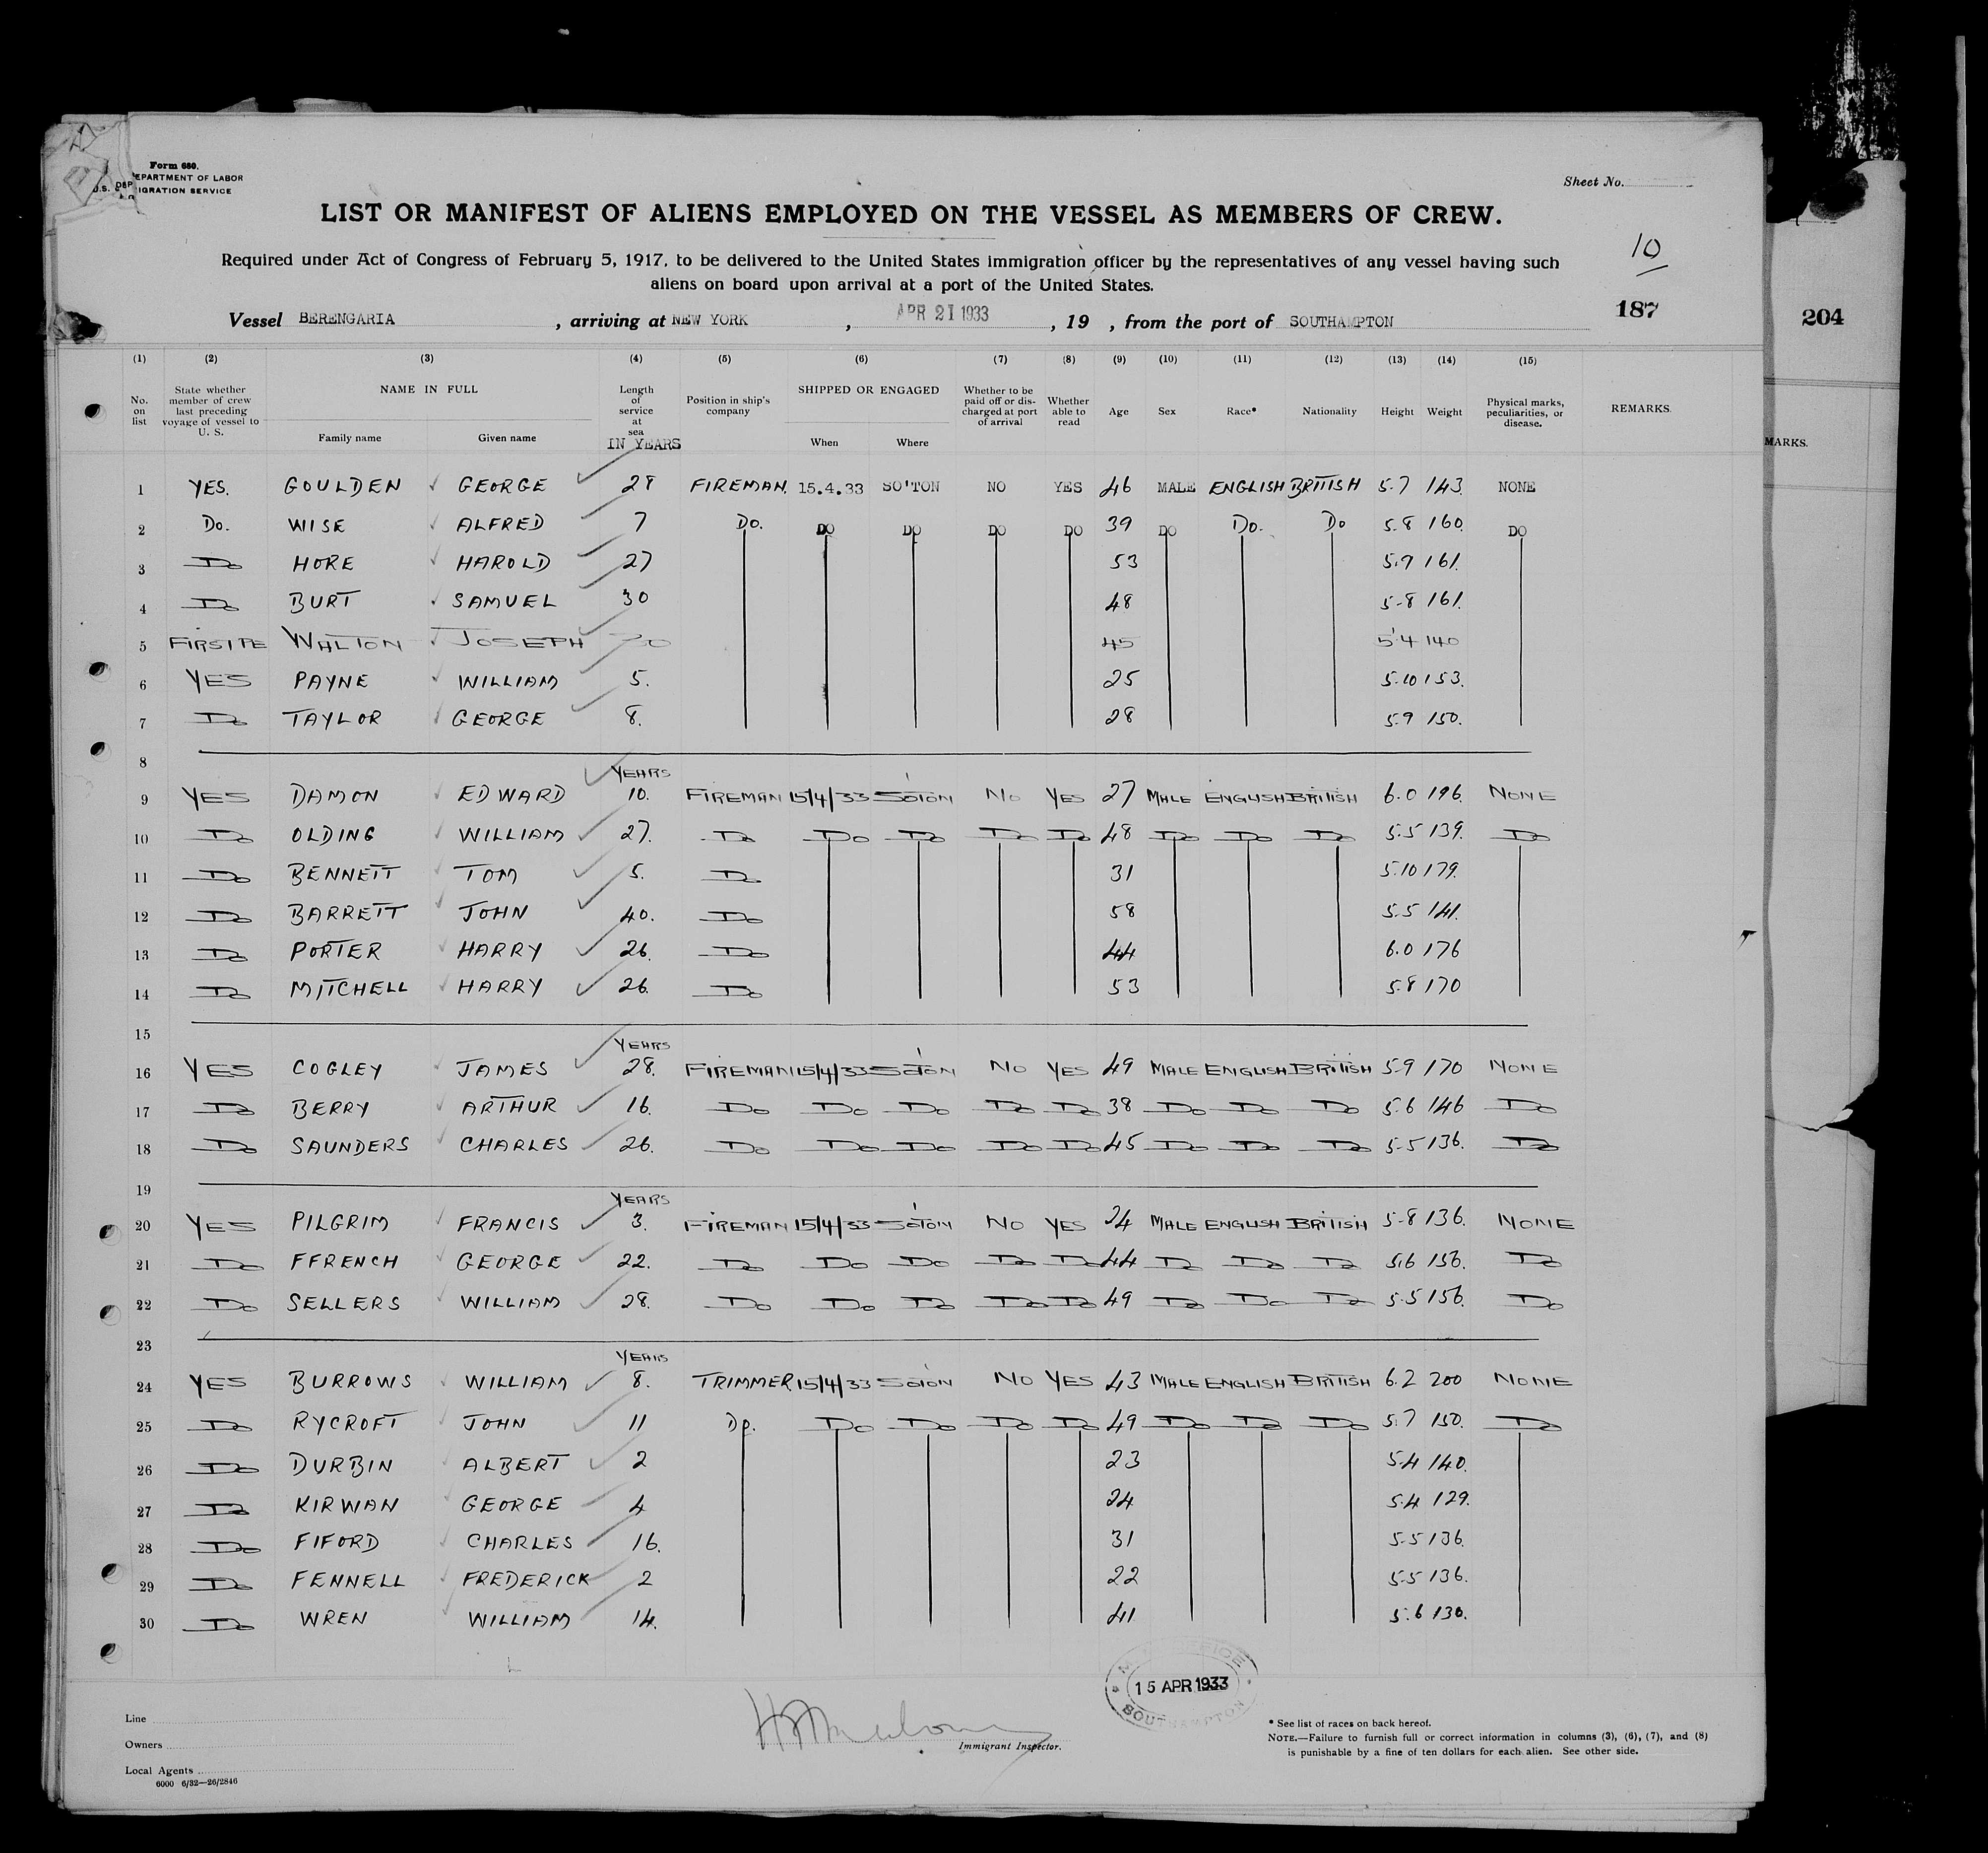 Form 680.
U.S. DEPARTMENT OF LABOR
IMMIGRATION SERVICE
Sheet No.
LIST OR MANIFEST OF ALIENS EMPLOYED ON THE VESSEL AS MEMBERS OF CREW.
Required under Act of Congress of February 5, 1917, to be delivered to the United States immigration officer by the representatives of any vessel having such
aliens on board upon arrival at a port of the United States.
10
Vessel BERENGARIA, arriving at NEW YORK, APR 21 1933, 19 , from the port of SOUTHAMPTON
187
204
(1) (2) (3) (4) (5) (6) (7) (8) (9) (10) (11) (12) (13) (14) (15)
No. on list State whether member of crew last preceding voyage of vessel to U. S. NAME IN FULL Family name Given name Length of service at sea IN YEARS Position in ship's company SHIPPED OR ENGAGED When Where Whether to be paid off or discharged at port of arrival Whether able to read Age Sex Race* Nationality Height Weight Physical marks, peculiarities, or disease. REMARKS.
MARKS.
1 YES. GOULDEN GEORGE 28 FIREMAN. 15.4.33 SO'TON NO YES 46 MALE ENGLISH BRITISH 5.7 143. NONE
2 Do. WISE ALFRED 7 Do. DO DO DO DO 39 DO Do. Do 5.8 160. DO
3 Do HORE HAROLD 27 53 5.9 161.
4 Do BURT SAMUEL 30 48 5-8 161.
5 FIRSITE WALTON JOSEPH 45 5'4 140
6 YES PAYNE WILLIAM 5. 25 5.10 153.
7 Do TAYLOR GEORGE 8. 28 5.9 150.
8
YEARS
9 YES DAMON EDWARD 10. FIREMAN 15/4/33 SO'TON NO YES 27 MALE ENGLISH BRITISH 6.0 196. NONE
10 Do OLDING WILLIAM 27. Do Do Do Do Do 48 Do Do Do 5.5 139. Do
11 Do BENNETT TOM 5. Do 31 5.10 179.
12 Do BARRETT JOHN 40. Do 58 5.5 141.
13 Do PORTER HARRY 26. Do 44 6.0 176
14 Do MITCHELL HARRY 26. Do 53 5.8 170
15
YEARS
16 YES COGLEY JAMES 28. FIREMAN 15/4/33 SO'TON NO YES 49 MALE ENGLISH BRITISH 5.9 170 NONE
17 Do BERRY ARTHUR 16. Do Do Do Do Do 38 Do Do Do 5.6 146 Do
18 Do SAUNDERS CHARLES 26. Do Do Do Do Do 45 Do Do Do 5-5 136. Do
19
YEARS
20 YES PILGRIM FRANCIS 3. FIREMAN 15/4/33 SO'TON NO YES 24 MALE ENGLISH BRITISH 5-8 136. NONE
21 Do FFRENCH GEORGE 22. Do Do Do Do Do 44 Do Do Do 5.6 156. Do
22 Do SELLERS WILLIAM 28. Do Do Do Do Do 49 Do Do Do 5.5 156. Do
23
YEARS
24 YES BURROWS WILLIAM 8. TRIMMER 15/4/33 SO'TON NO YES 43 MALE ENGLISH BRITISH 6.2 200 NONE
25 Do RYCROFT JOHN 11 Do. Do Do Do Do 49 Do Do Do 5.7 150. Do
26 Do DURBIN ALBERT 2 23 5.4 140.
27 Do KIRWAN GEORGE 4 24 5.4 129.
28 Do FIFORD CHARLES 16. 31 5.5 136.
29 Do FENNELL FREDERICK 2 22 5.5 136.
30 Do WREN WILLIAM 14. 41 5.6 130.
15 APR 1933
SOUTHAMPTON
Line
Owners
Local Agents
6000 6/32—26/2846
Immigrant Inspector.
* See list of races on back hereof.
NOTE.—Failure to furnish full or correct information in columns (3), (6), (7), and (8)
is punishable by a fine of ten dollars for each alien. See other side.